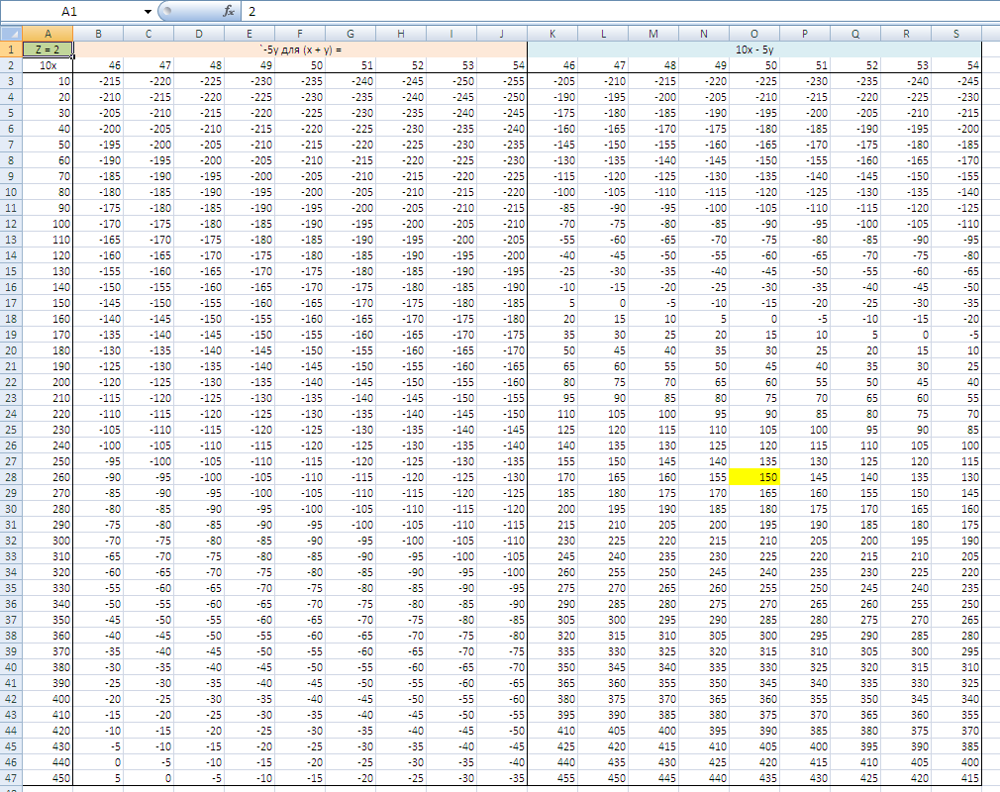 A1 fx 2
A B C D E F G H I J K L M N O P Q R S
1 Z = 2 `-5y для (x + y) = 10x - 5y
2 10x 46 47 48 49 50 51 52 53 54 46 47 48 49 50 51 52 53 54
3 10 -215 -220 -225 -230 -235 -240 -245 -250 -255 -205 -210 -215 -220 -225 -230 -235 -240 -245
4 20 -210 -215 -220 -225 -230 -235 -240 -245 -250 -190 -195 -200 -205 -210 -215 -220 -225 -230
5 30 -205 -210 -215 -220 -225 -230 -235 -240 -245 -175 -180 -185 -190 -195 -200 -205 -210 -215
6 40 -200 -205 -210 -215 -220 -225 -230 -235 -240 -160 -165 -170 -175 -180 -185 -190 -195 -200
7 50 -195 -200 -205 -210 -215 -220 -225 -230 -235 -145 -150 -155 -160 -165 -170 -175 -180 -185
8 60 -190 -195 -200 -205 -210 -215 -220 -225 -230 -130 -135 -140 -145 -150 -155 -160 -165 -170
9 70 -185 -190 -195 -200 -205 -210 -215 -220 -225 -115 -120 -125 -130 -135 -140 -145 -150 -155
10 80 -180 -185 -190 -195 -200 -205 -210 -215 -220 -100 -105 -110 -115 -120 -125 -130 -135 -140
11 90 -175 -180 -185 -190 -195 -200 -205 -210 -215 -85 -90 -95 -100 -105 -110 -115 -120 -125
12 100 -170 -175 -180 -185 -190 -195 -200 -205 -210 -70 -75 -80 -85 -90 -95 -100 -105 -110
13 110 -165 -170 -175 -180 -185 -190 -195 -200 -205 -55 -60 -65 -70 -75 -80 -85 -90 -95
14 120 -160 -165 -170 -175 -180 -185 -190 -195 -200 -40 -45 -50 -55 -60 -65 -70 -75 -80
15 130 -155 -160 -165 -170 -175 -180 -185 -190 -195 -25 -30 -35 -40 -45 -50 -55 -60 -65
16 140 -150 -155 -160 -165 -170 -175 -180 -185 -190 -10 -15 -20 -25 -30 -35 -40 -45 -50
17 150 -145 -150 -155 -160 -165 -170 -175 -180 -185 5 0 -5 -10 -15 -20 -25 -30 -35
18 160 -140 -145 -150 -155 -160 -165 -170 -175 -180 20 15 10 5 0 -5 -10 -15 -20
19 170 -135 -140 -145 -150 -155 -160 -165 -170 -175 35 30 25 20 15 10 5 0 -5
20 180 -130 -135 -140 -145 -150 -155 -160 -165 -170 50 45 40 35 30 25 20 15 10
21 190 -125 -130 -135 -140 -145 -150 -155 -160 -165 65 60 55 50 45 40 35 30 25
22 200 -120 -125 -130 -135 -140 -145 -150 -155 -160 80 75 70 65 60 55 50 45 40
23 210 -115 -120 -125 -130 -135 -140 -145 -150 -155 95 90 85 80 75 70 65 60 55
24 220 -110 -115 -120 -125 -130 -135 -140 -145 -150 110 105 100 95 90 85 80 75 70
25 230 -105 -110 -115 -120 -125 -130 -135 -140 -145 125 120 115 110 105 100 95 90 85
26 240 -100 -105 -110 -115 -120 -125 -130 -135 -140 140 135 130 125 120 115 110 105 100
27 250 -95 -100 -105 -110 -115 -120 -125 -130 -135 155 150 145 140 135 130 125 120 115
28 260 -90 -95 -100 -105 -110 -115 -120 -125 -130 170 165 160 155 150 145 140 135 130
29 270 -85 -90 -95 -100 -105 -110 -115 -120 -125 185 180 175 170 165 160 155 150 145
30 280 -80 -85 -90 -95 -100 -105 -110 -115 -120 200 195 190 185 180 175 170 165 160
31 290 -75 -80 -85 -90 -95 -100 -105 -110 -115 215 210 205 200 195 190 185 180 175
32 300 -70 -75 -80 -85 -90 -95 -100 -105 -110 230 225 220 215 210 205 200 195 190
33 310 -65 -70 -75 -80 -85 -90 -95 -100 -105 245 240 235 230 225 220 215 210 205
34 320 -60 -65 -70 -75 -80 -85 -90 -95 -100 260 255 250 245 240 235 230 225 220
35 330 -55 -60 -65 -70 -75 -80 -85 -90 -95 275 270 265 260 255 250 245 240 235
36 340 -50 -55 -60 -65 -70 -75 -80 -85 -90 290 285 280 275 270 265 260 255 250
37 350 -45 -50 -55 -60 -65 -70 -75 -80 -85 305 300 295 290 285 280 275 270 265
38 360 -40 -45 -50 -55 -60 -65 -70 -75 -80 320 315 310 305 300 295 290 285 280
39 370 -35 -40 -45 -50 -55 -60 -65 -70 -75 335 330 325 320 315 310 305 300 295
40 380 -30 -35 -40 -45 -50 -55 -60 -65 -70 350 345 340 335 330 325 320 315 310
41 390 -25 -30 -35 -40 -45 -50 -55 -60 -65 365 360 355 350 345 340 335 330 325
42 400 -20 -25 -30 -35 -40 -45 -50 -55 -60 380 375 370 365 360 355 350 345 340
43 410 -15 -20 -25 -30 -35 -40 -45 -50 -55 395 390 385 380 375 370 365 360 355
44 420 -10 -15 -20 -25 -30 -35 -40 -45 -50 410 405 400 395 390 385 380 375 370
45 430 -5 -10 -15 -20 -25 -30 -35 -40 -45 425 420 415 410 405 400 395 390 385
46 440 0 -5 -10 -15 -20 -25 -30 -35 -40 440 435 430 425 420 415 410 405 400
47 450 5 0 -5 -10 -15 -20 -25 -30 -35 455 450 445 440 435 430 425 420 415